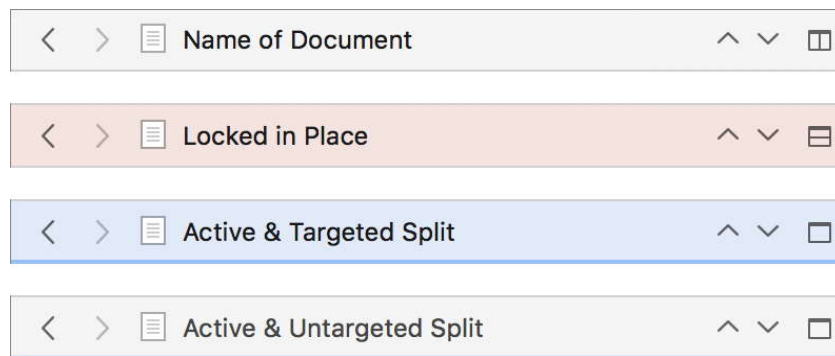 Name of Document
Locked in Place
Active & Targeted Split
Active & Untargeted Split